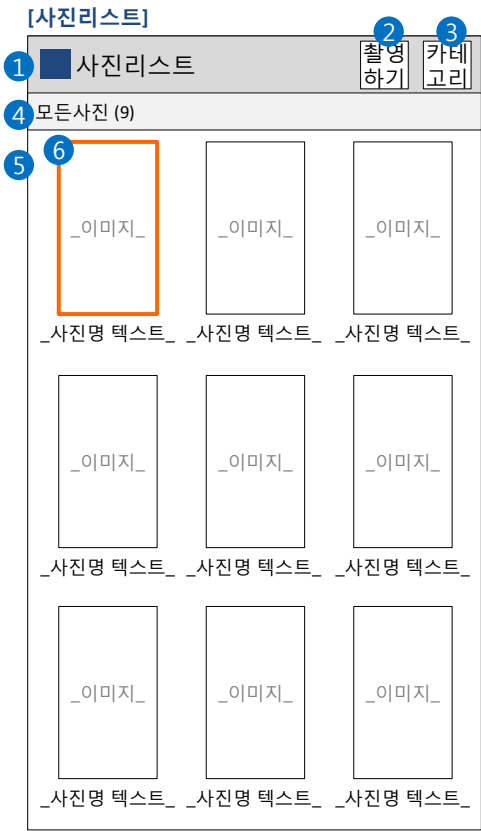 [사진리스트]
1 사진리스트
2
촬영
하기
3
카테
고리
4 모든사진 (9)
5
6
_이미지_ _이미지_ _이미지_
_사진명 텍스트_ _사진명 텍스트_ _사진명 텍스트_
_이미지_ _이미지_ _이미지_
_사진명 텍스트_ _사진명 텍스트_ _사진명 텍스트_
_이미지_ _이미지_ _이미지_
_사진명 텍스트_ _사진명 텍스트_ _사진명 텍스트_